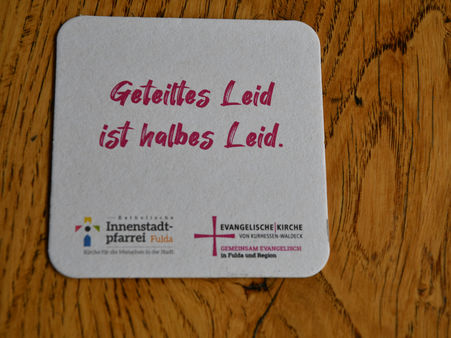 Geteiltes Leid
ist halbes Leid.
Katholische
Innenstadt-
pfarrei Fulda
Kirche für die Menschen in der Stadt
EVANGELISCHE KIRCHE
VON KURHESSEN-WALDECK
GEMEINSAM EVANGELISCH
in Fulda und Region